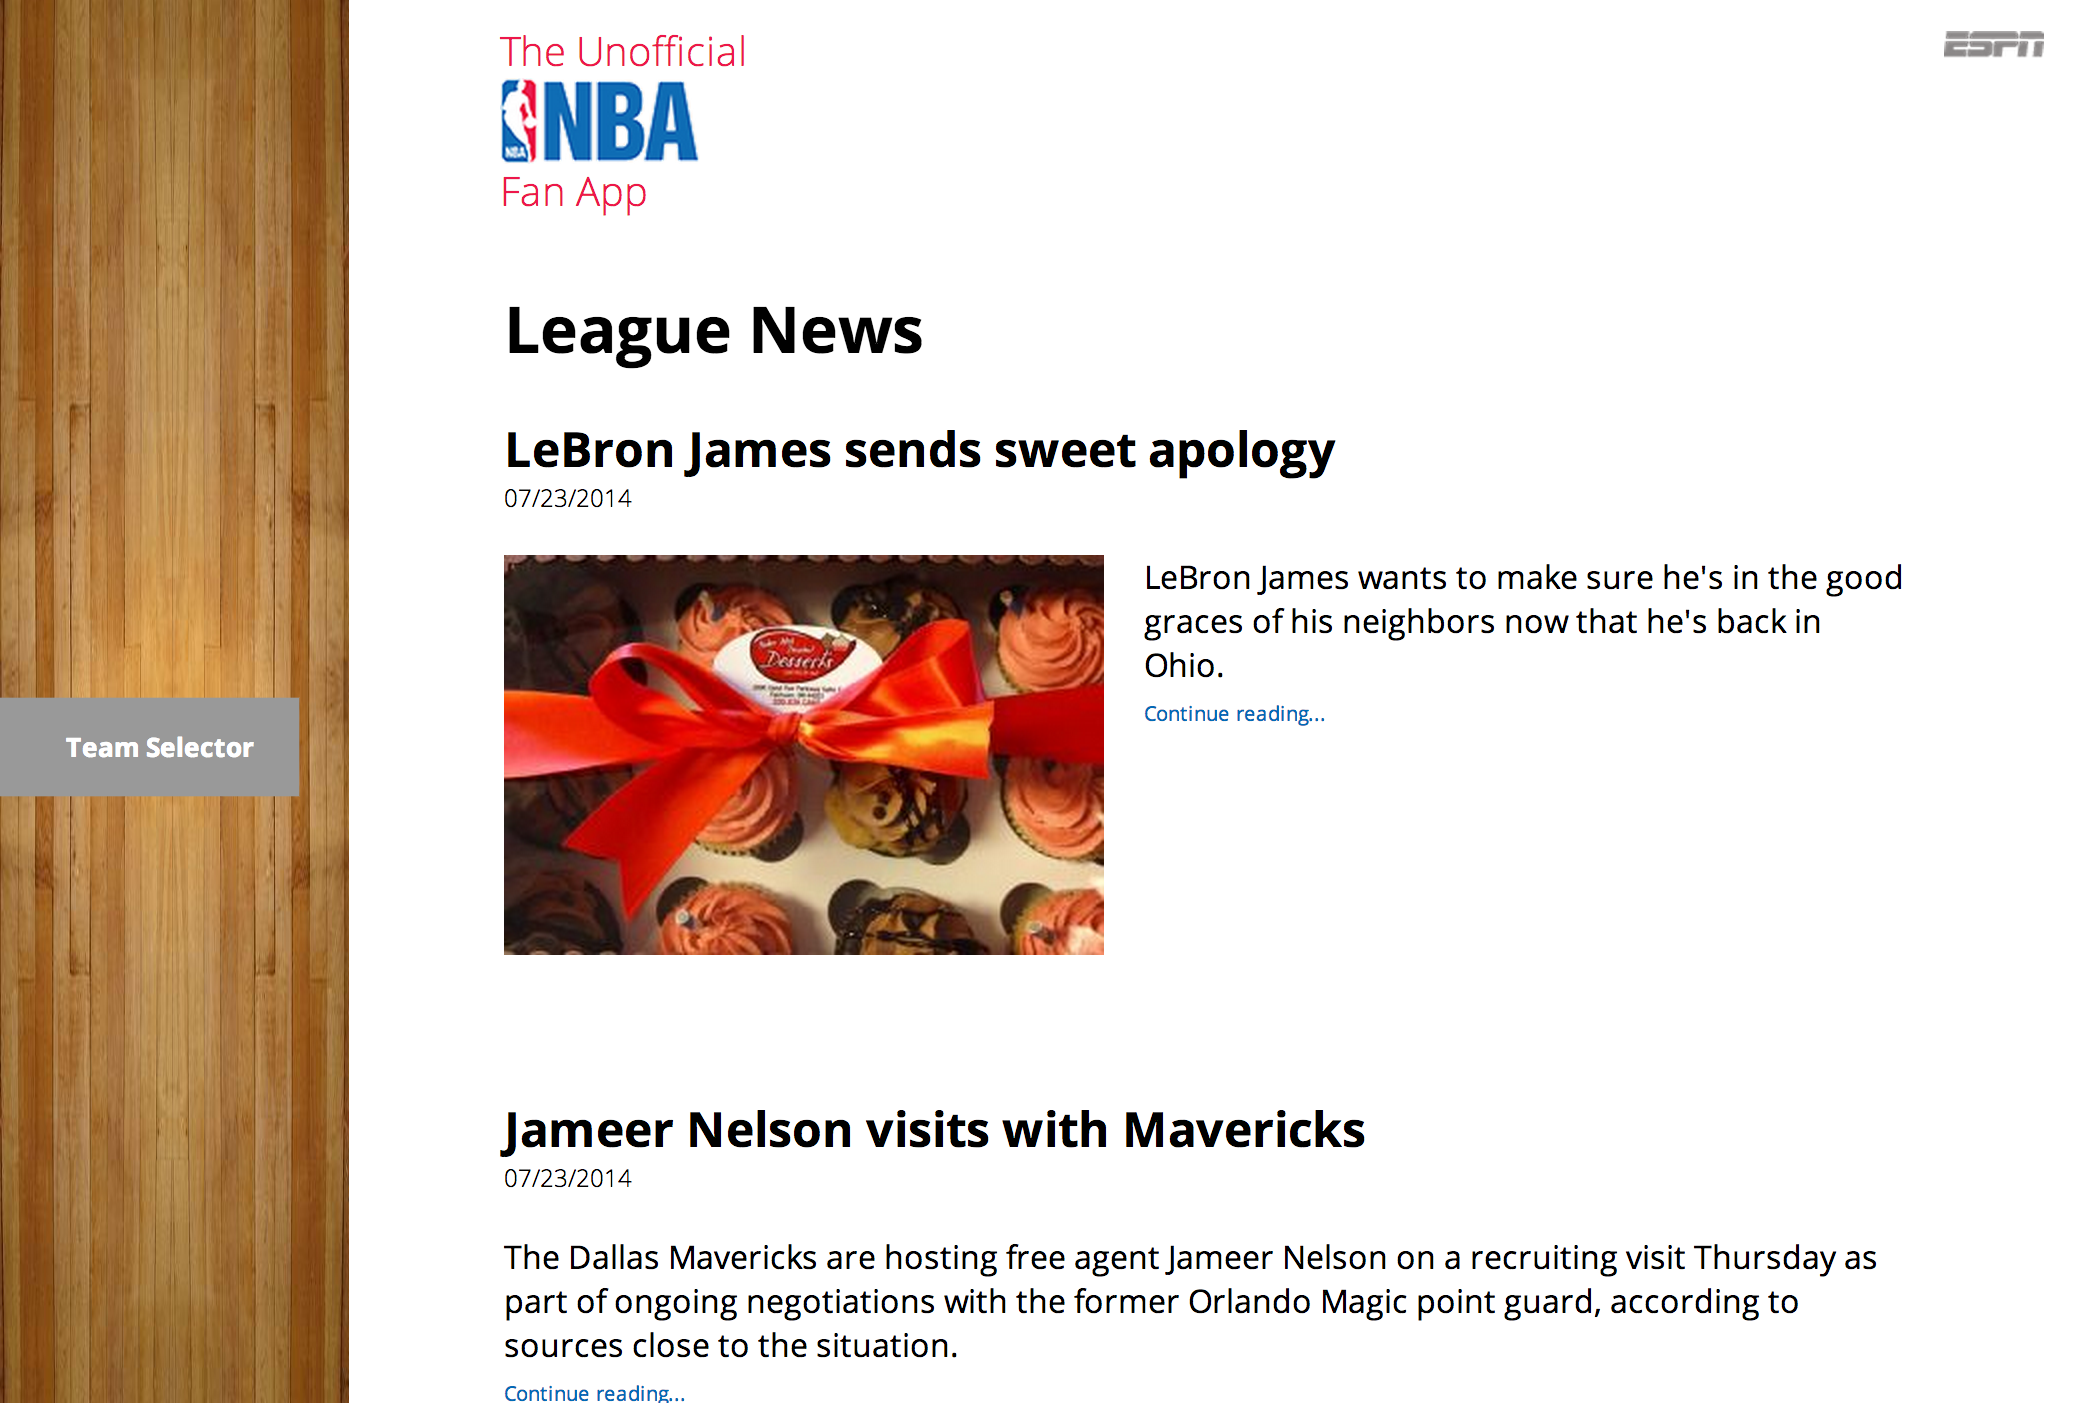 The Unofficial
NBA
NBA
Fan App
ESPN
League News
LeBron James sends sweet apology
07/23/2014
Desserts
LeBron James wants to make sure he's in the good
graces of his neighbors now that he's back in
Ohio.
Continue reading...
Team Selector
Jameer Nelson visits with Mavericks
07/23/2014
The Dallas Mavericks are hosting free agent Jameer Nelson on a recruiting visit Thursday as
part of ongoing negotiations with the former Orlando Magic point guard, according to
sources close to the situation.
Continue reading...